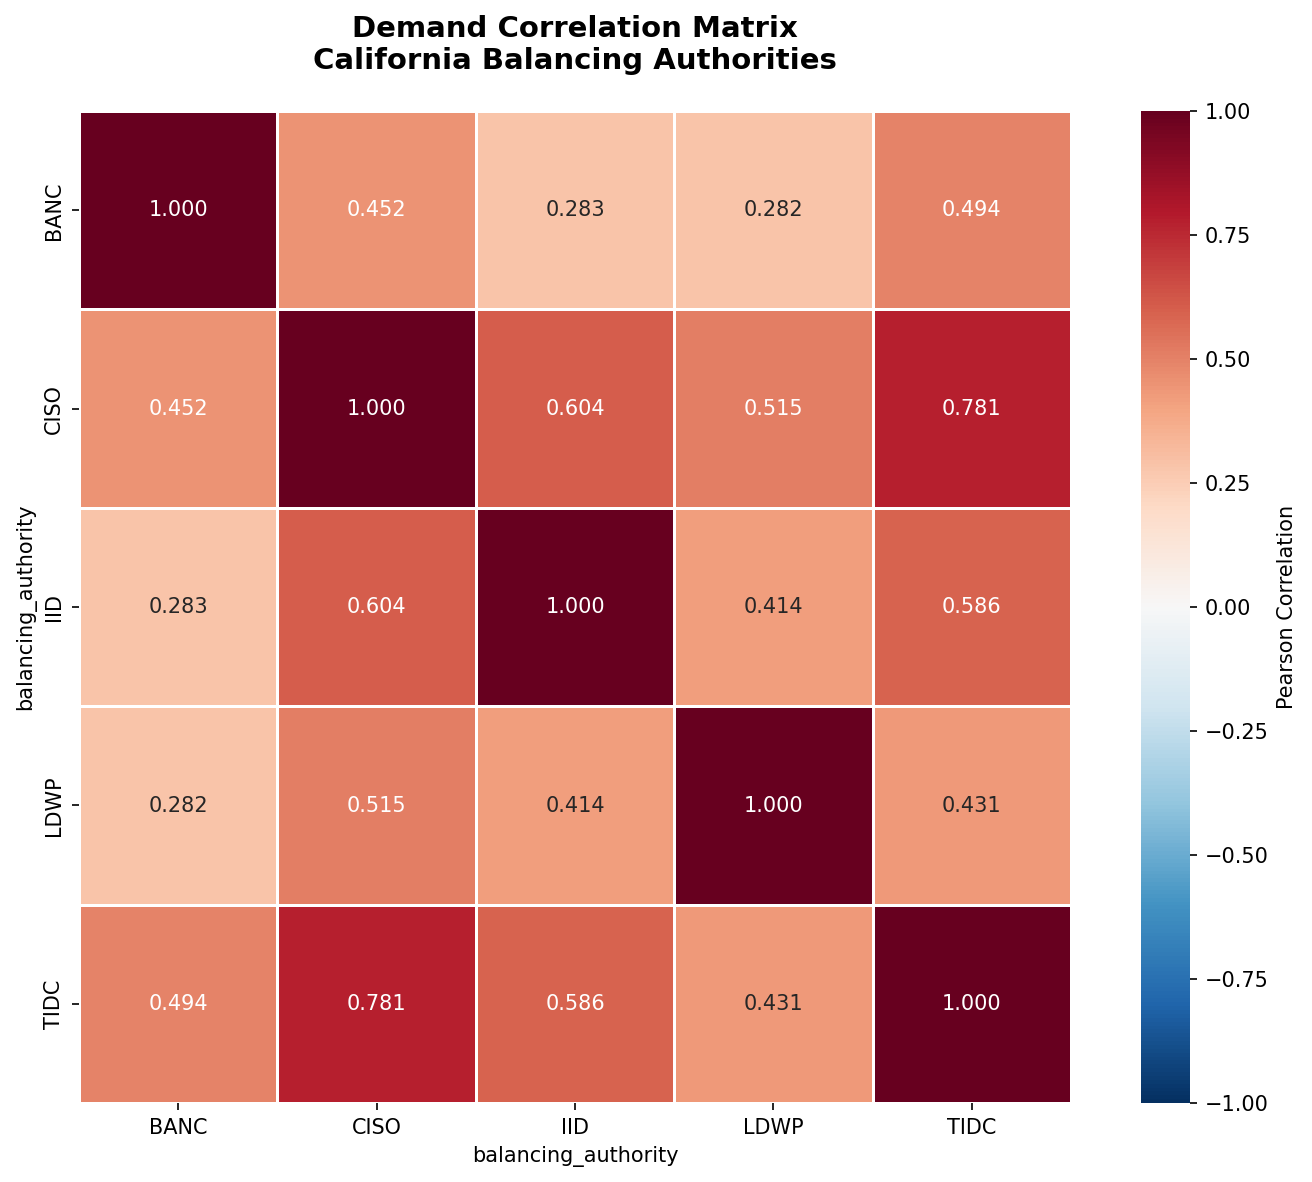 Demand Correlation Matrix
California Balancing Authorities
balancing_authority
BANC 1.000 0.452 0.283 0.282 0.494
CISO 0.452 1.000 0.604 0.515 0.781
IID 0.283 0.604 1.000 0.414 0.586
LDWP 0.282 0.515 0.414 1.000 0.431
TIDC 0.494 0.781 0.586 0.431 1.000
BANC CISO IID LDWP TIDC
balancing_authority
1.00
0.75
0.50
0.25
0.00
−0.25
−0.50
−0.75
−1.00
Pearson Correlation